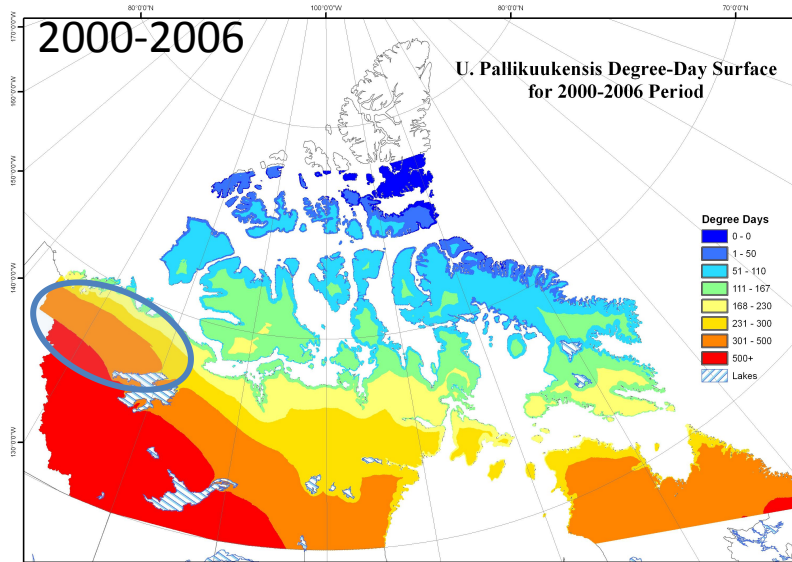 80°0'0"W
100°0'0"W
80°0'0"W
70°0'0"W
170°0'0"W
2000-2006
U. Pallikuukensis Degree-Day Surface
for 2000-2006 Period
160°0'0"W
150°0'0"W
140°0'0"W
130°0'0"W
Degree Days
0 - 0
1 - 50
51 - 110
111 - 167
168 - 230
231 - 300
301 - 500
500+
Lakes